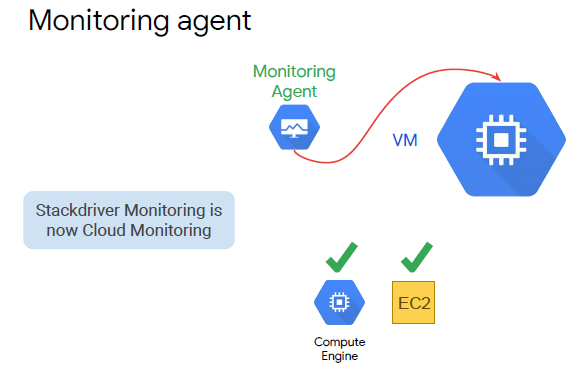 Monitoring agent
Monitoring
Agent
VM
Stackdriver Monitoring is
now Cloud Monitoring
EC2
Compute
Engine